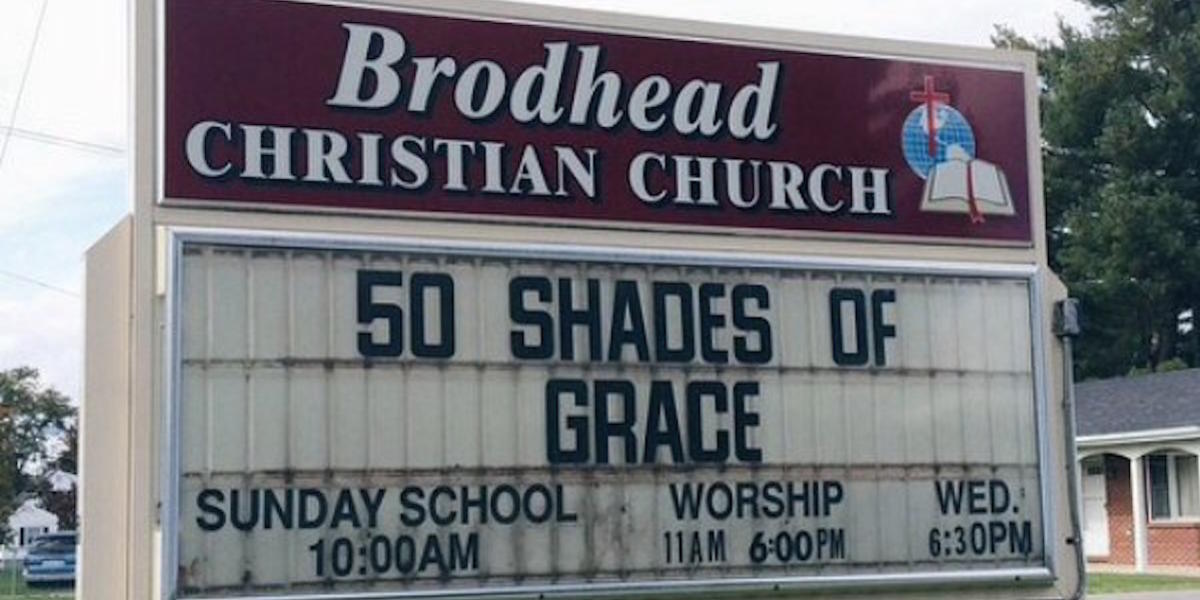 Brodhead
CHRISTIAN CHURCH
50 SHADES OF
GRACE
SUNDAY SCHOOL WORSHIP WED.
10:00AM 11AM 6:00PM 6:30PM